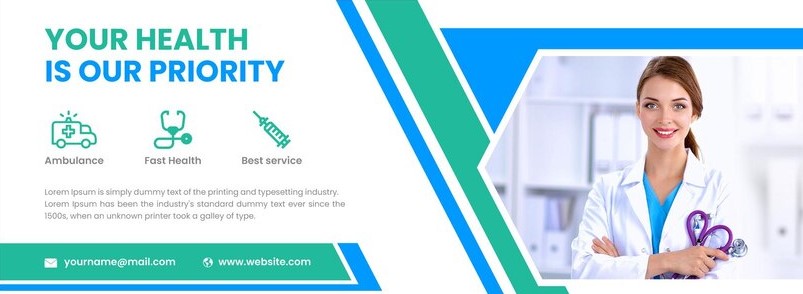 YOUR HEALTH
IS OUR PRIORITY
Ambulance
Fast Health
Best service
Lorem Ipsum is simply dummy text of the printing and typesetting industry.
Lorem Ipsum has been the industry's standard dummy text ever since the
1500s, when an unknown printer took a galley of type.
yourname@mail.com
www.website.com